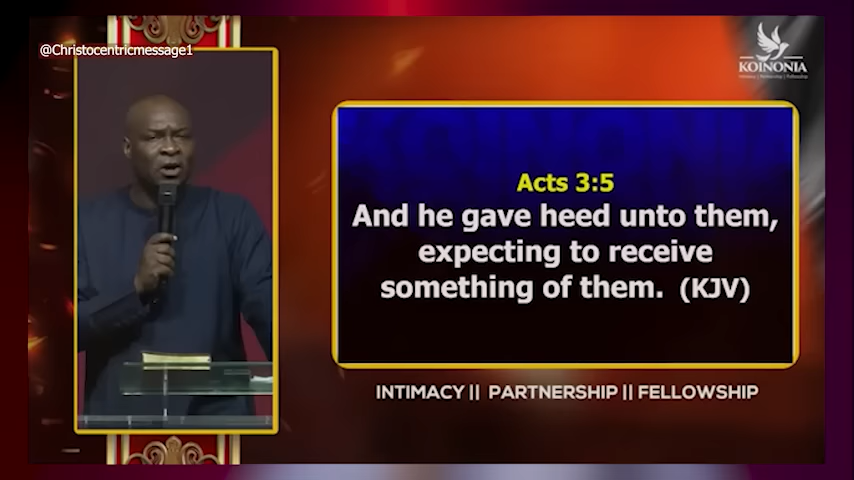 @Christocentricmessage1
KOINONIA
Acts 3:5
And he gave heed unto them,
expecting to receive
something of them. (KJV)
INTIMACY || PARTNERSHIP || FELLOWSHIP